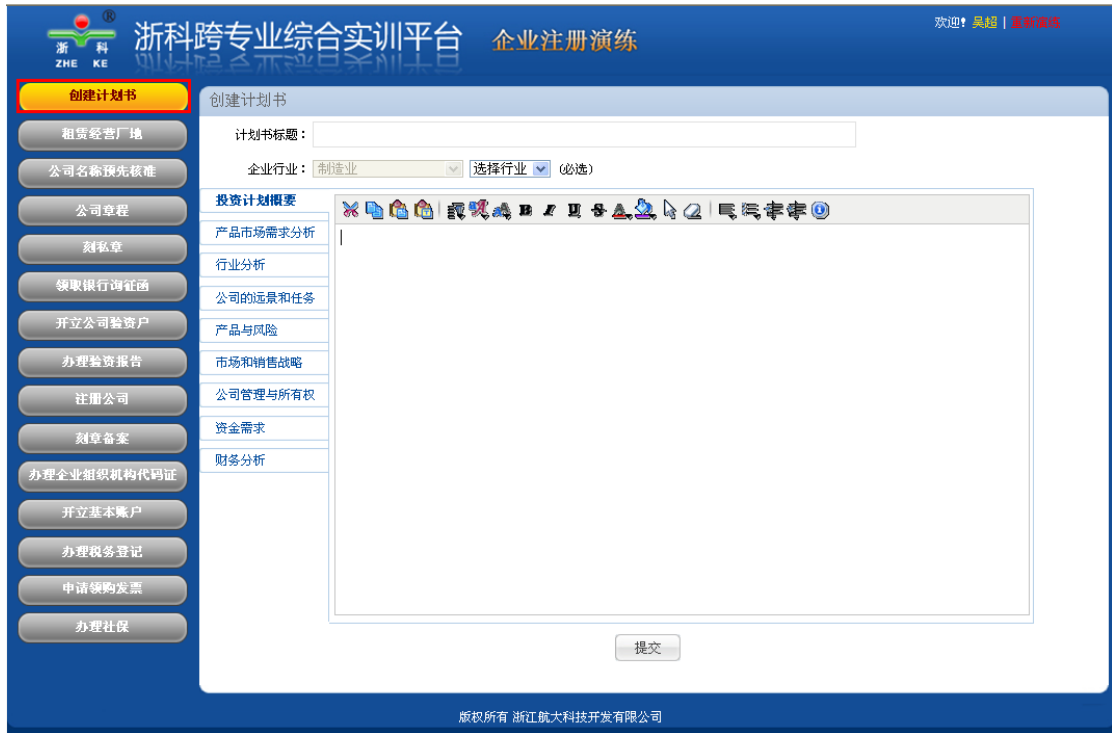 ®
浙 科
ZHE KE
浙科跨专业综合实训平台 企业注册演练
欢迎! 吴超 |
创建计划书
租赁经营厂地
公司名称预先核准
公司章程
刻私章
领取银行询征函
开立公司验资户
办理验资报告
注册公司
刻章备案
办理企业组织机构代码证
开立基本账户
办理税务登记
申请领购发票
办理社保
创建计划书
计划书标题：
企业行业： 制造业 选择行业 (必选)
投资计划概要
产品市场需求分析
行业分析
公司的远景和任务
产品与风险
市场和销售战略
公司管理与所有权
资金需求
财务分析
B I U S A
提交
版权所有 浙江航大科技开发有限公司